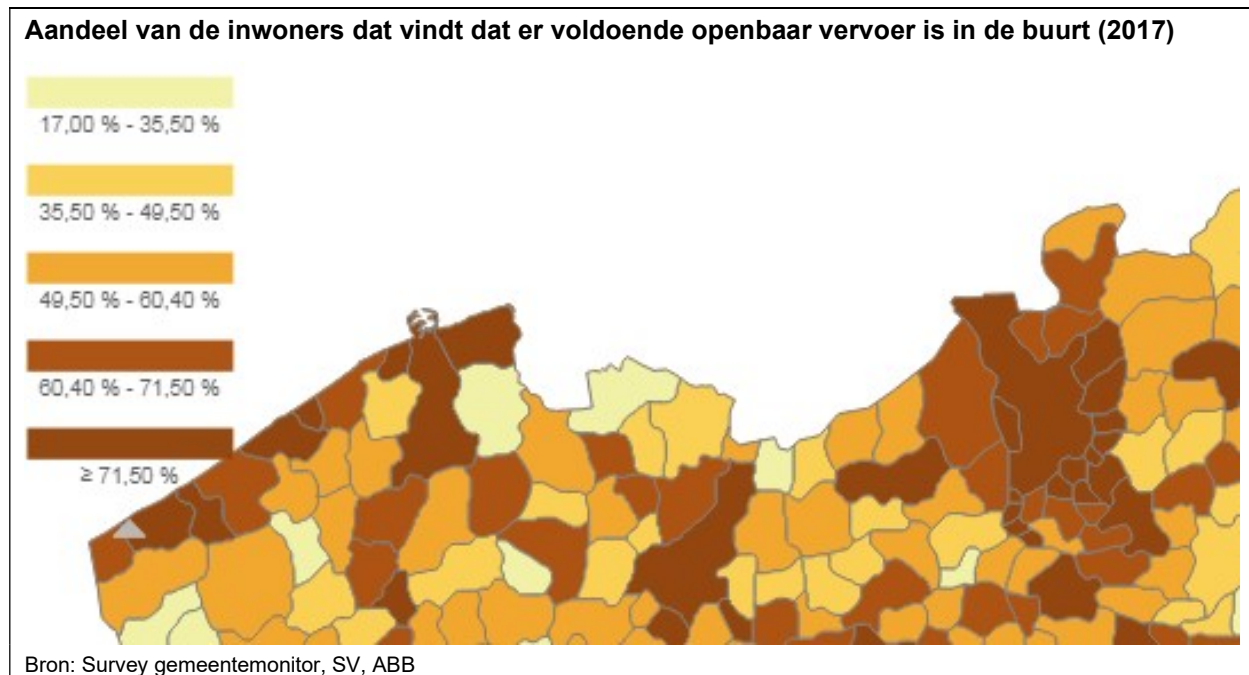 Aandeel van de inwoners dat vindt dat er voldoende openbaar vervoer is in de buurt (2017)
17,00 % - 35,50 %
35,50 % - 49,50 %
49,50 % - 60,40 %
60,40 % - 71,50 %
≥ 71,50 %
Bron: Survey gemeentemonitor, SV, ABB